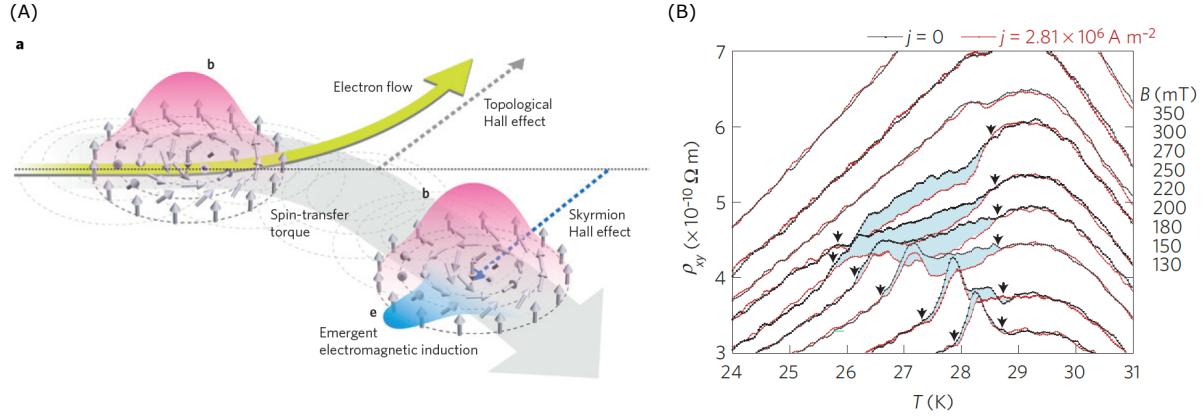 (A)
a
b
Electron flow
Topological
Hall effect
b
Spin-transfer
torque
Skyrmion
Hall effect
e
Emergent
electromagnetic induction
(B)
j = 0
j = 2.81 × 10⁶ A m⁻²
7
6
5
4
3
ρxy (× 10⁻¹⁰ Ω m)
B (mT)
350
300
270
250
220
200
180
150
130
24
25
26
27
28
29
30
31
T (K)